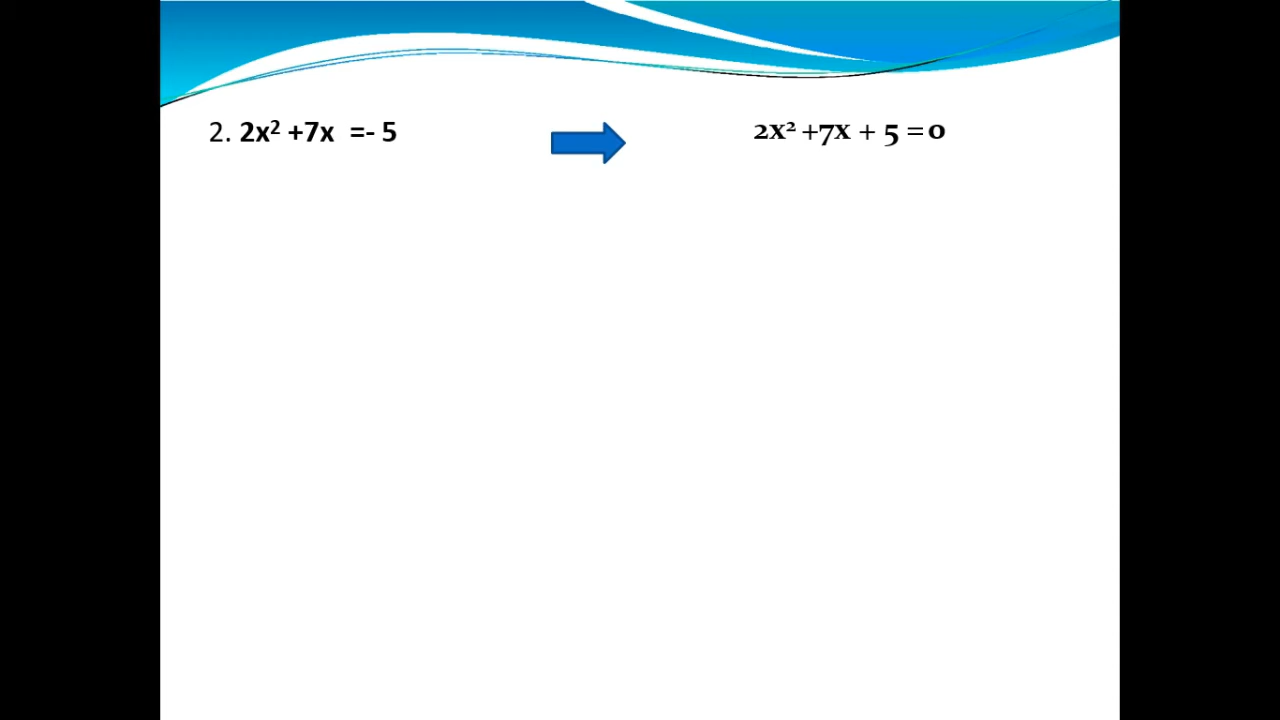 2. 2x² +7x  =- 5
2x² +7x + 5 =0